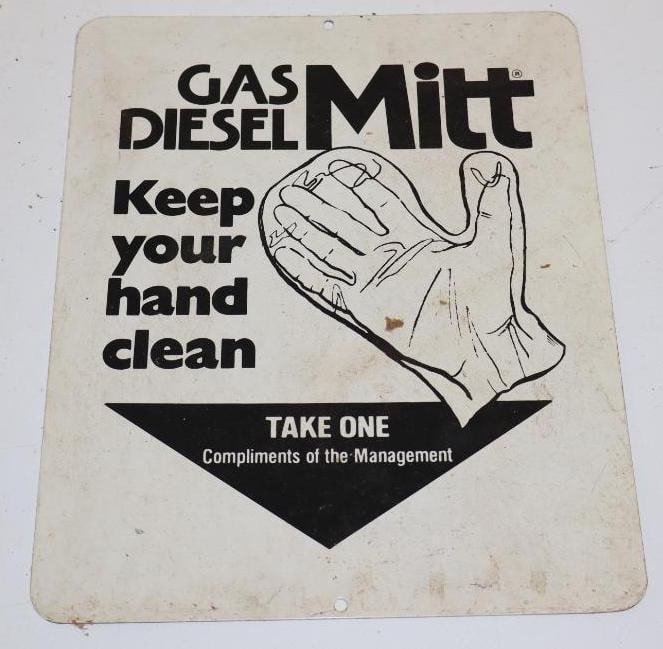 GAS
DIESEL Mitt®
Keep
your
hand
clean
TAKE ONE
Compliments of the Management